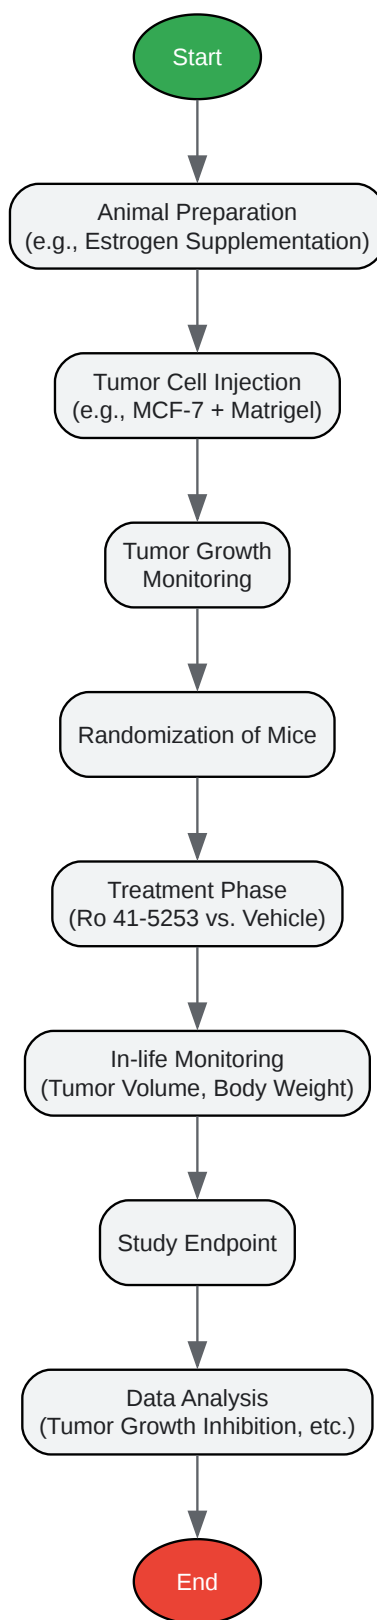 Start
Animal Preparation
(e.g., Estrogen Supplementation)
Tumor Cell Injection
(e.g., MCF-7 + Matrigel)
Tumor Growth
Monitoring
Randomization of Mice
Treatment Phase
(Ro 41-5253 vs. Vehicle)
In-life Monitoring
(Tumor Volume, Body Weight)
Study Endpoint
Data Analysis
(Tumor Growth Inhibition, etc.)
End